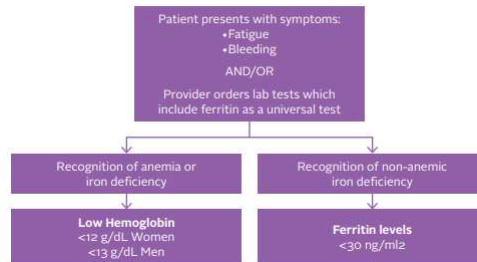 Patient presents with symptoms:
•Fatigue
•Bleeding
AND/OR
Provider orders lab tests which
include ferritin as a universal test
Recognition of anemia or
iron deficiency
Recognition of non-anemic
iron deficiency
Low Hemoglobin
<12 g/dL Women
<13 g/dL Men
Ferritin levels
<30 ng/ml2